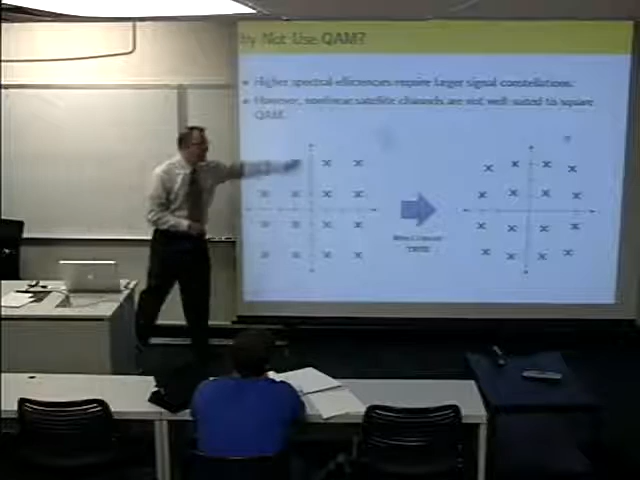 hy Not Use QAM?
Higher spectral efficiencies require larger signal constellations.
However, nonlinear satellite channels are not well suited to square
QAM.